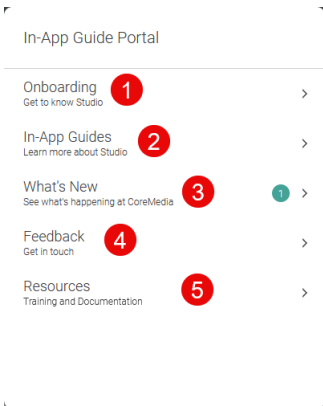 In-App Guide Portal
Onboarding 1
Get to know Studio
In-App Guides 2
Learn more about Studio
What's New 3 1
See what's happening at CoreMedia
Feedback 4
Get in touch
Resources 5
Training and Documentation